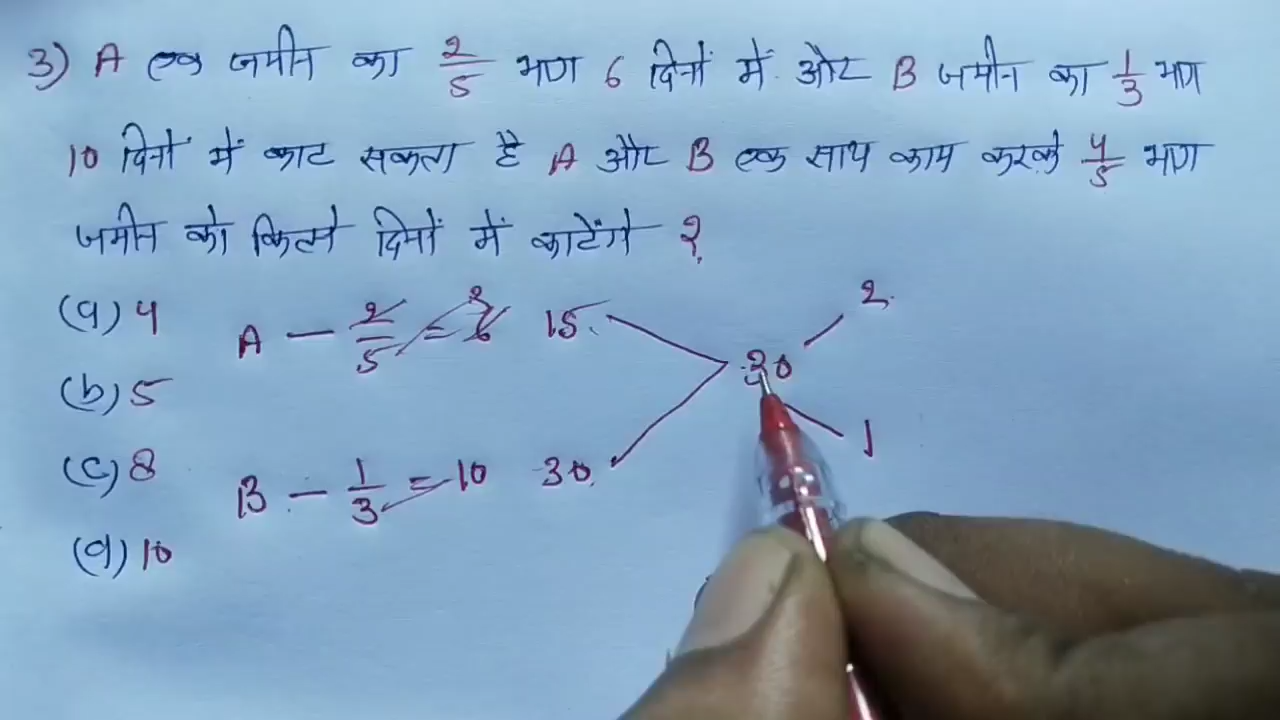 3) A एक जमीन का 2/5 भाग 6 दिनों में और B जमीन का 1/3 भाग
10 दिनों में काट सकता है A और B एक साथ काम करके 4/5 भाग
जमीन को कितने दिनों में काटेंगे ?
(a) 4
(b) 5
(c) 8
(d) 10
A — 2/5 = 6 3 15
B — 1/3 = 10 30
30
2
1